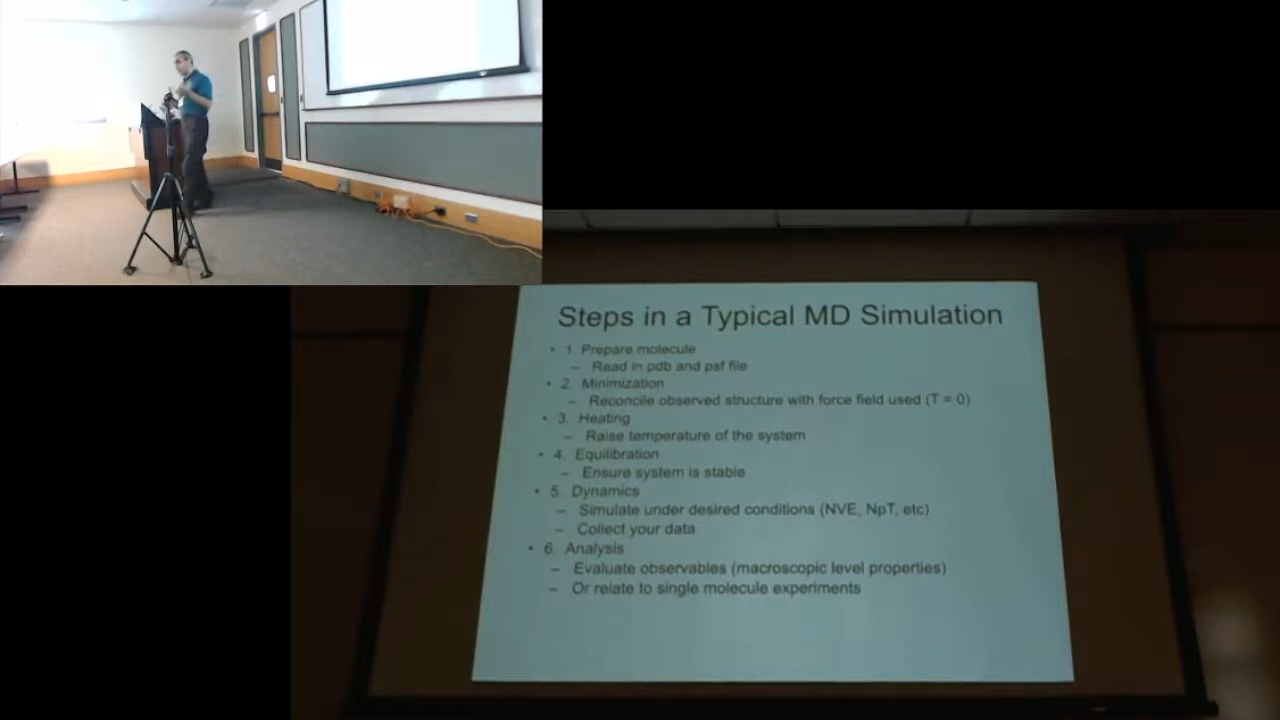 Steps in a Typical MD Simulation
• 1. Prepare molecule
– Read in pdb and psf file
• 2. Minimization
– Reconcile observed structure with force field used (T = 0)
• 3. Heating
– Raise temperature of the system
• 4. Equilibration
– Ensure system is stable
• 5. Dynamics
– Simulate under desired conditions (NVE, NpT, etc)
– Collect your data
• 6. Analysis
– Evaluate observables (macroscopic level properties)
– Or relate to single molecule experiments